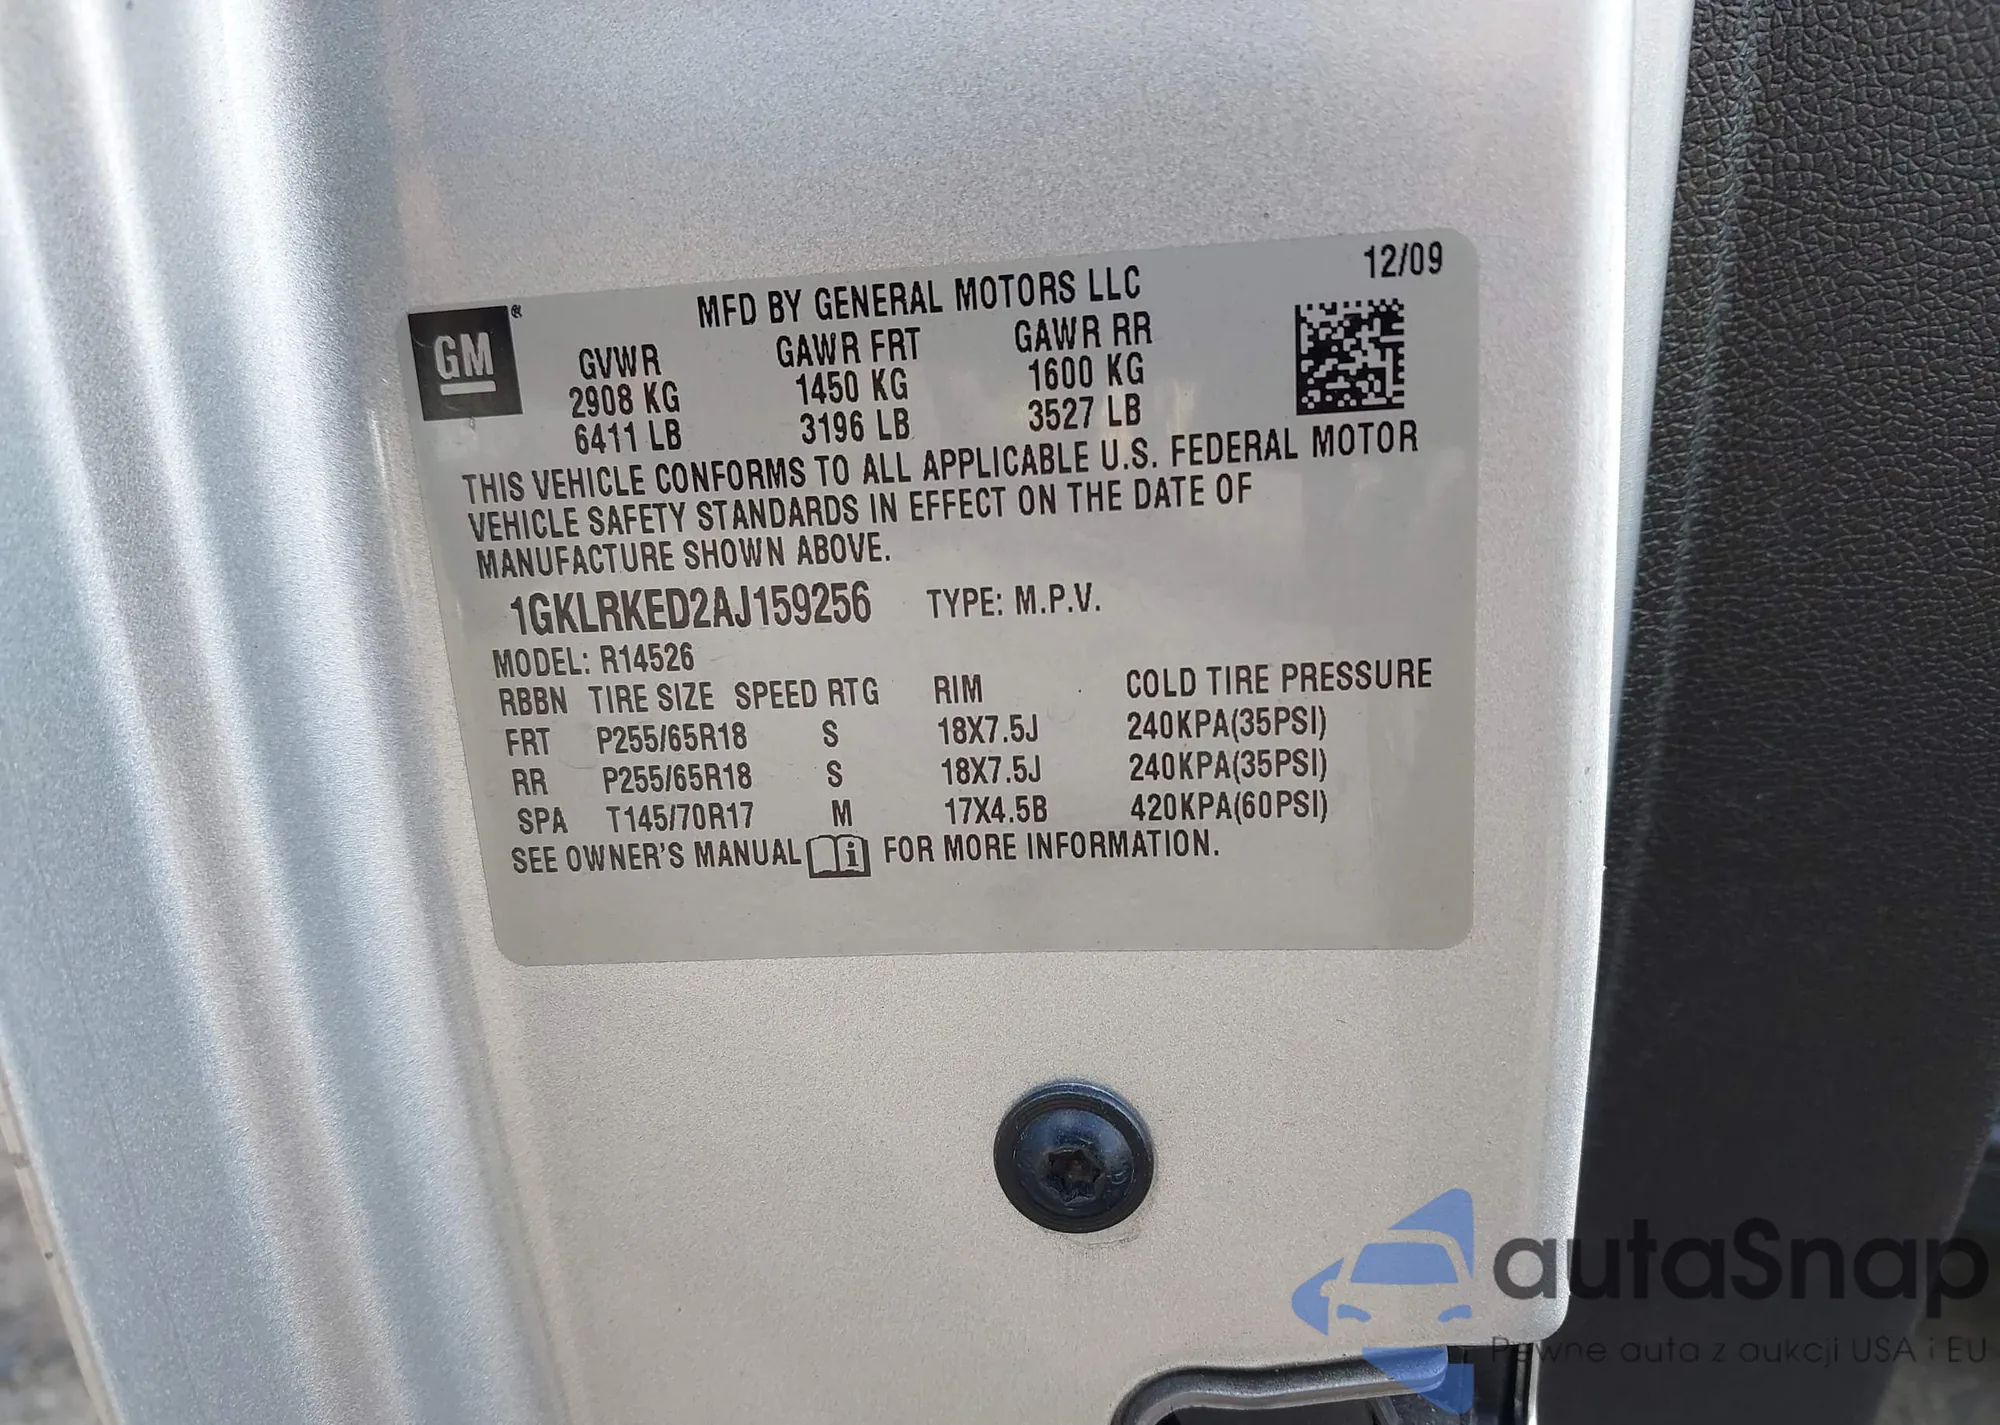 12/09
MFD BY GENERAL MOTORS LLC
GM ®
GVWR GAWR FRT GAWR RR
2908 KG 1450 KG 1600 KG
6411 LB 3196 LB 3527 LB
THIS VEHICLE CONFORMS TO ALL APPLICABLE U.S. FEDERAL MOTOR
VEHICLE SAFETY STANDARDS IN EFFECT ON THE DATE OF
MANUFACTURE SHOWN ABOVE.
1GKLRKED2AJ159256 TYPE: M.P.V.
MODEL: R14526
RBBN TIRE SIZE SPEED RTG RIM COLD TIRE PRESSURE
FRT P255/65R18 S 18X7.5J 240KPA(35PSI)
RR P255/65R18 S 18X7.5J 240KPA(35PSI)
SPA T145/70R17 M 17X4.5B 420KPA(60PSI)
SEE OWNER'S MANUAL i FOR MORE INFORMATION.
autaSnap
Pewne auta z aukcji USA i EU